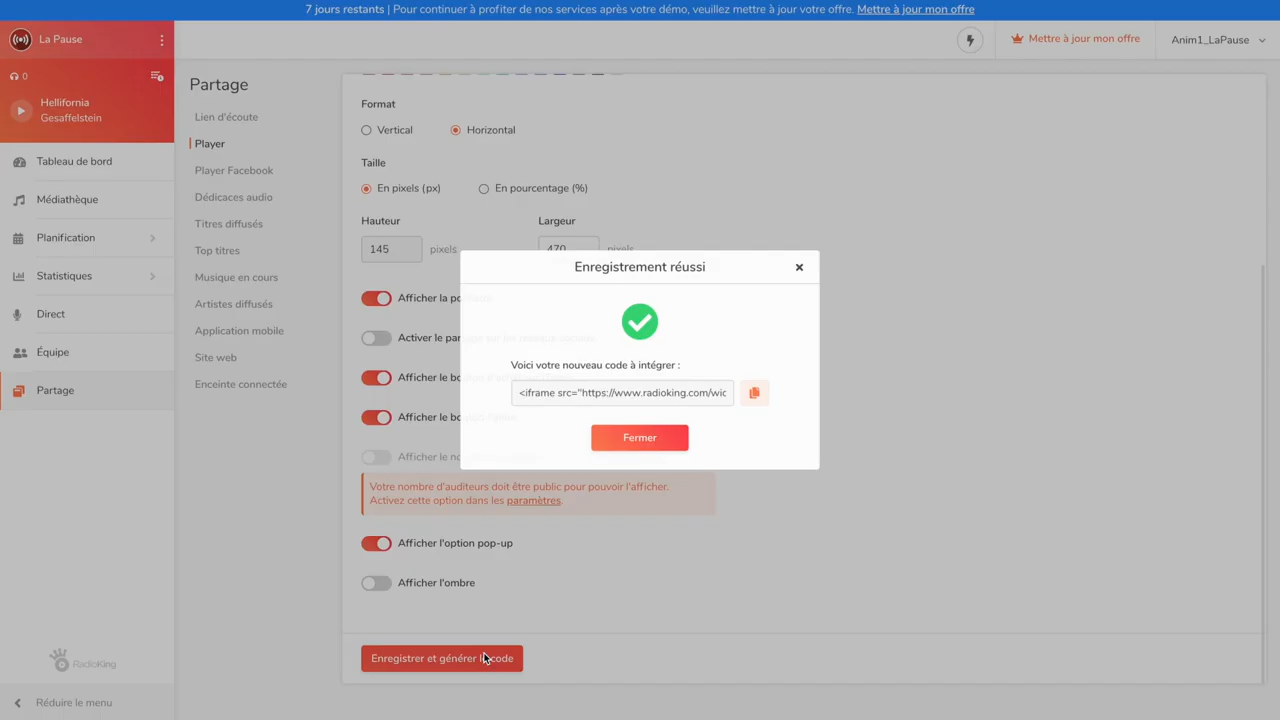 7 jours restants | Pour continuer à profiter de nos services après votre démo, veuillez mettre à jour votre offre. Mettre à jour mon offre
La Pause
Mettre à jour mon offre
Anim1_LaPause
0
Hellifornia
Gesaffelstein
Tableau de bord
Médiathèque
Planification
Statistiques
Direct
Équipe
Partage
RadioKing
Réduire le menu
Partage
Lien d'écoute
Player
Player Facebook
Dédicaces audio
Titres diffusés
Top titres
Musique en cours
Artistes diffusés
Application mobile
Site web
Enceinte connectée
Format
Vertical
Horizontal
Taille
En pixels (px)
En pourcentage (%)
Hauteur
Largeur
145
pixels
470
pixels
Afficher la
Activer le
Afficher le
Afficher le
Afficher le
Votre nombre d'auditeurs doit être public pour pouvoir l'afficher.
Activez cette option dans les paramètres.
Afficher l'option pop-up
Afficher l'ombre
Enregistrer et générer le code
Enregistrement réussi
Voici votre nouveau code à intégrer :
<iframe src="https://www.radioking.com/wic
Fermer